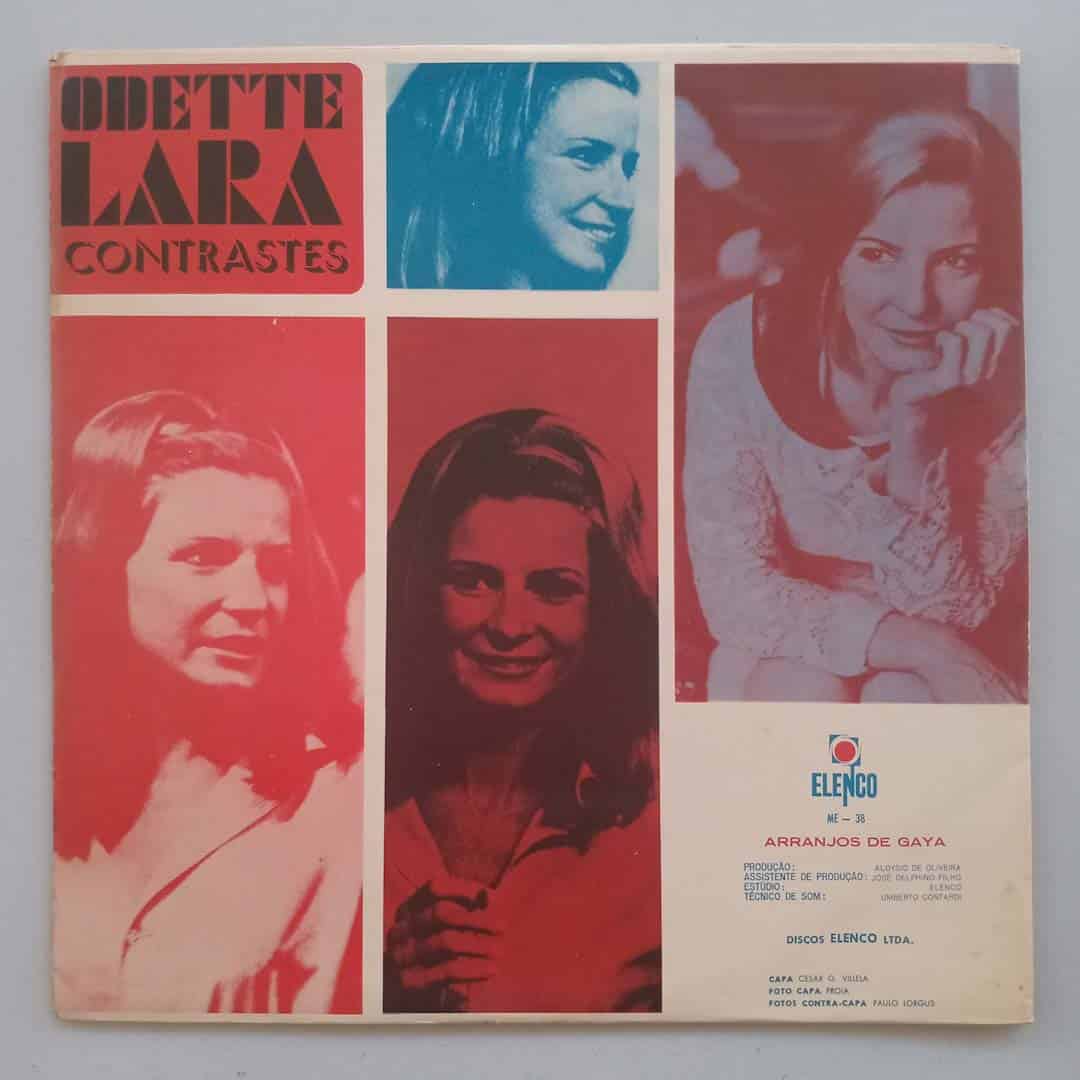 ODETTE
LARA
CONTRASTES
ELENCO
ME — 38
ARRANJOS DE GAYA
PRODUÇÃO: ALOYSIO DE OLIVEIRA
ASSISTENTE DE PRODUÇÃO: JOSÉ DELPHINO FILHO
ESTÚDIO: ELENCO
TÉCNICO DE SOM: UMBERTO CONTARDI
DISCOS ELENCO LTDA.
CAPA CESAR G. VILLELA
FOTO CAPA PROIA
FOTOS CONTRA-CAPA PAULO LORGUS